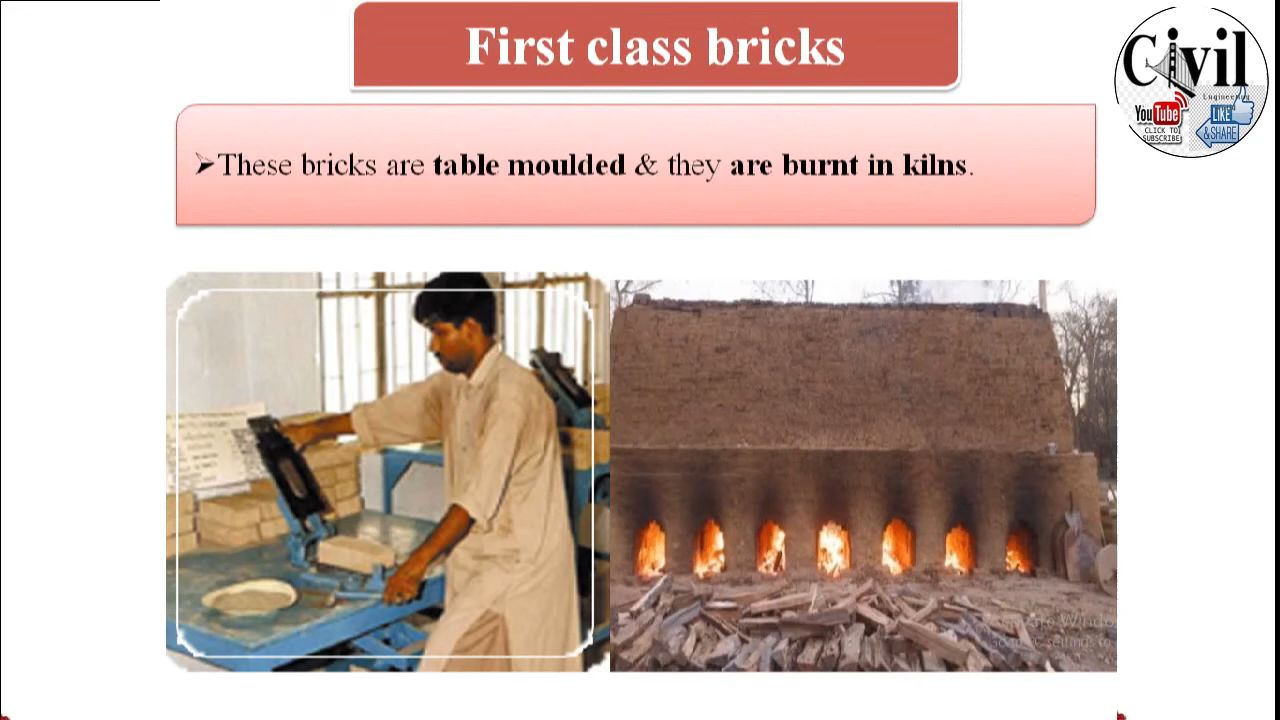 First class bricks
Civil
Engineering
YouTube
CLICK TO
SUBSCRIBE
LIKE
& SHARE
➢These bricks are table moulded & they are burnt in kilns.